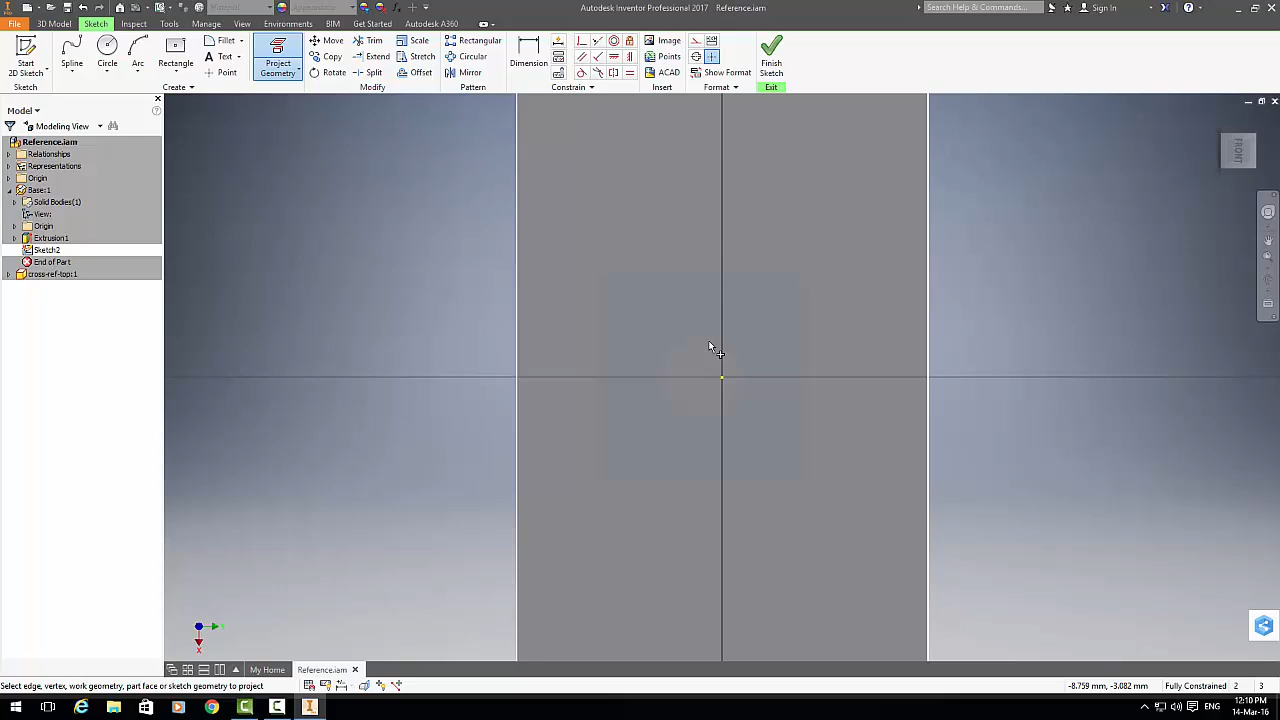 Material
Appearance
Autodesk Inventor Professional 2017 Reference.iam
Search Help & Commands...
Sign In
File 3D Model Sketch Inspect Tools Manage View Environments BIM Get Started Autodesk A360
Start 2D Sketch
Spline
Circle
Arc
Rectangle
Fillet
Text
Point
Project Geometry
Move
Copy
Rotate
Trim
Extend
Split
Scale
Stretch
Offset
Rectangular
Circular
Mirror
Dimension
Image
Points
ACAD
Show Format
Finish Sketch
Sketch Create Modify Pattern Constrain Insert Format Exit
Model
Modeling View
Reference.iam
Relationships
Representations
Origin
Base:1
Solid Bodies(1)
View:
Origin
Extrusion1
Sketch2
End of Part
cross-ref-top:1
FRONT
X
My Home Reference.iam
Select edge, vertex, work geometry, part face or sketch geometry to project
-8.759 mm, -3.082 mm Fully Constrained 2 3
ENG
12:10 PM
14-Mar-16